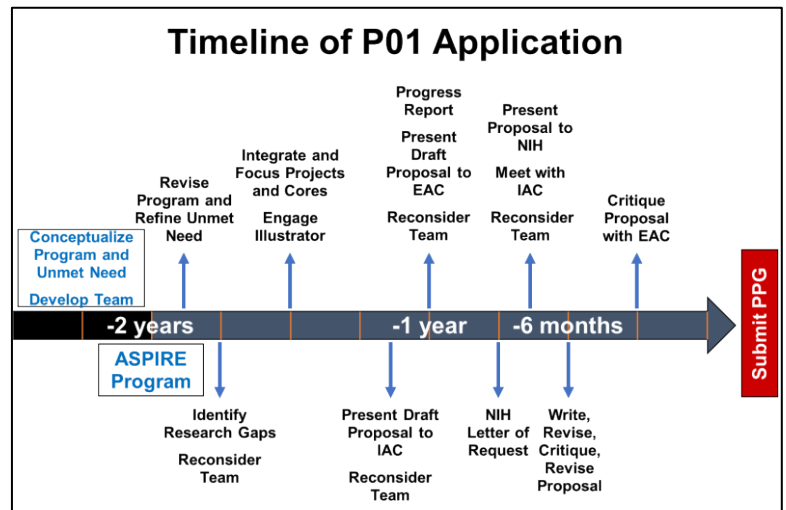 Timeline of P01 Application
Progress
Report
Present
Draft
Proposal to
EAC
Reconsider
Team
Present
Proposal to
NIH
Meet with
IAC
Reconsider
Team
Integrate and
Focus Projects
and Cores
Engage
Illustrator
Revise
Program and
Refine Unmet
Need
Critique
Proposal
with EAC
Conceptualize
Program and
Unmet Need
Develop Team
-2 years
-1 year
-6 months
Submit PPG
ASPIRE
Program
Identify
Research Gaps
Reconsider
Team
Present Draft
Proposal to
IAC
Reconsider
Team
NIH
Letter of
Request
Write,
Revise,
Critique,
Revise
Proposal